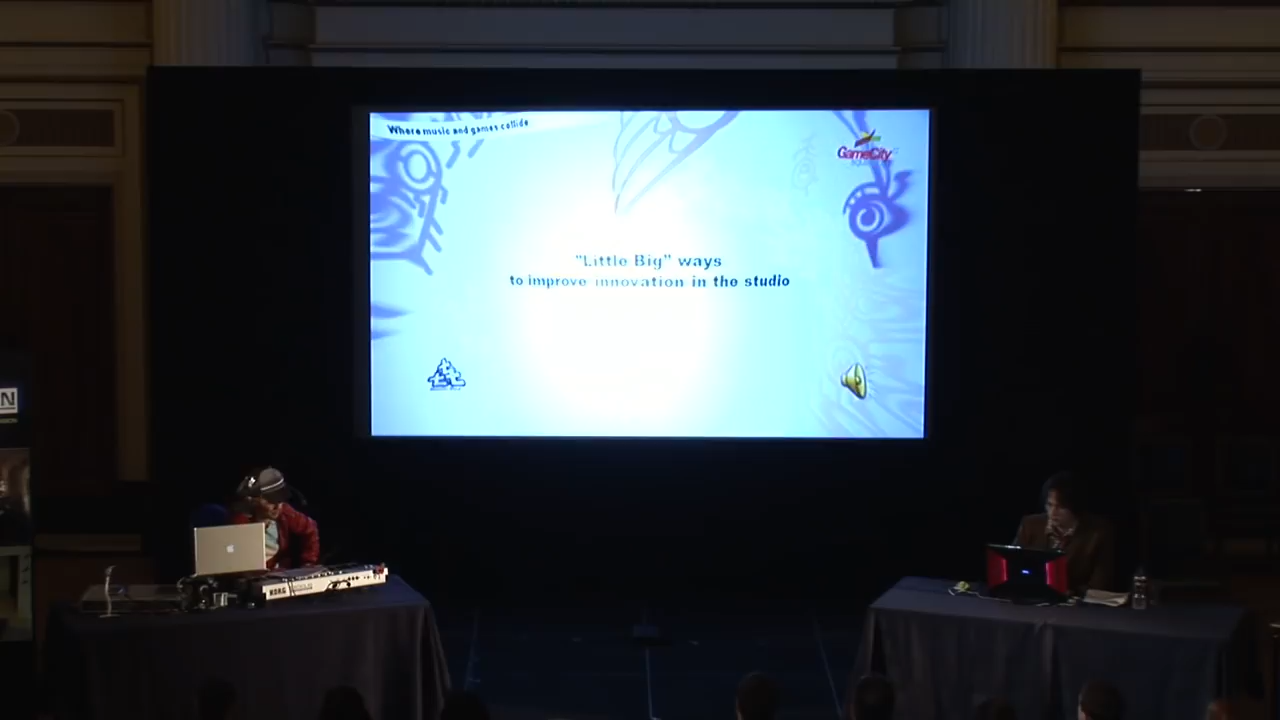 Where music and games collide
GameCity
"Little Big" ways
to improve innovation in the studio
N
KORG